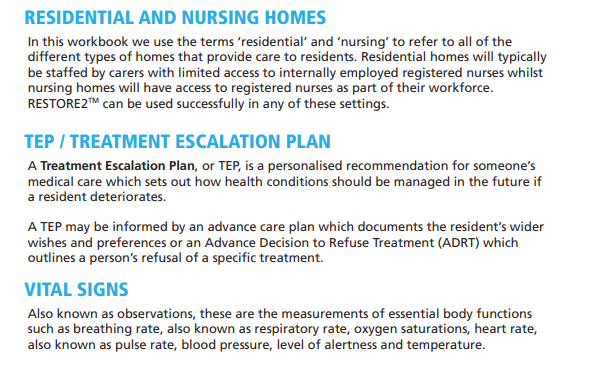 RESIDENTIAL AND NURSING HOMES
In this workbook we use the terms ‘residential’ and ‘nursing’ to refer to all of the
different types of homes that provide care to residents. Residential homes will typically
be staffed by carers with limited access to internally employed registered nurses whilst
nursing homes will have access to registered nurses as part of their workforce.
RESTORE2™ can be used successfully in any of these settings.
TEP / TREATMENT ESCALATION PLAN
A Treatment Escalation Plan, or TEP, is a personalised recommendation for someone’s
medical care which sets out how health conditions should be managed in the future if
a resident deteriorates.
A TEP may be informed by an advance care plan which documents the resident’s wider
wishes and preferences or an Advance Decision to Refuse Treatment (ADRT) which
outlines a person’s refusal of a specific treatment.
VITAL SIGNS
Also known as observations, these are the measurements of essential body functions
such as breathing rate, also known as respiratory rate, oxygen saturations, heart rate,
also known as pulse rate, blood pressure, level of alertness and temperature.